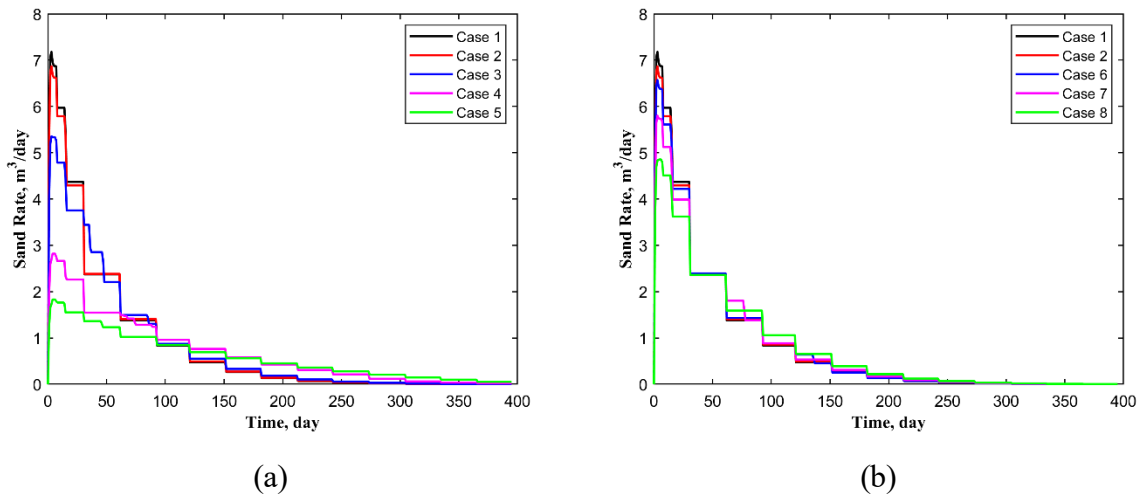 8
7
6
5
4
3
2
1
0
Sand Rate, m³/day
Case 1
Case 2
Case 3
Case 4
Case 5
0 50 100 150 200 250 300 350 400
Time, day
(a)
8
7
6
5
4
3
2
1
0
Sand Rate, m³/day
Case 1
Case 2
Case 6
Case 7
Case 8
0 50 100 150 200 250 300 350 400
Time, day
(b)